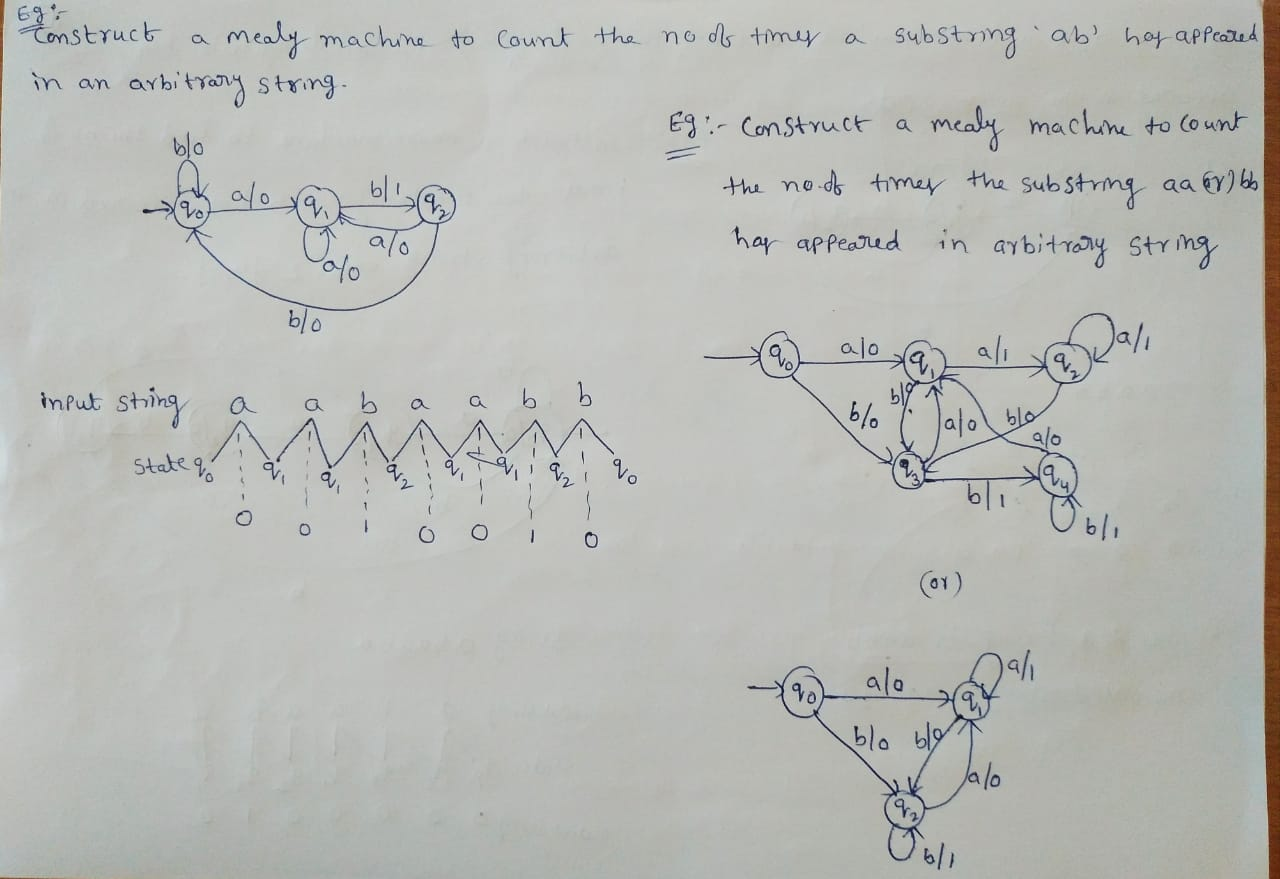 Eg:-
Construct a mealy machine to count the no of times a substring 'ab' has appeared
in an arbitrary string.
b/0
q0 a/0 q1 b/1 q2
a/0
a/0
b/0
input string a a b a a b b
State q0 q1 q1 q2 q1 q1 q2 q0
0 0 1 0 0 1 0
Eg:- Construct a mealy machine to count
the no.of times the substring aa (or) bb
has appeared in arbitrary string
q0 a/0 q1 a/1 q2 a/1
b/0 b/0 a/0 b/0 a/0
q3 b/1 q4
b/1
(or)
q0 a/0 q1 a/1
b/0 b/0
a/0
q2
b/1